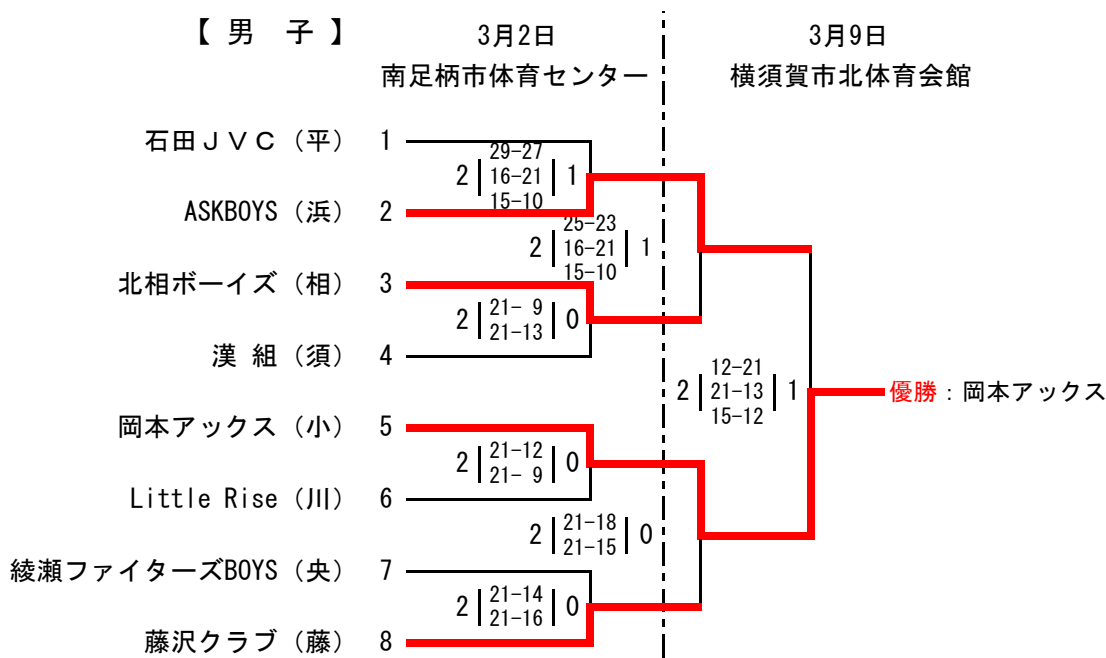 【 男 子 】
3月2日
3月9日
南足柄市体育センター
横須賀市北体育会館
石田ＪＶＣ（平） 1
2 29-27 1
16-21
15-10
ASKBOYS（浜） 2
2 25-23 1
16-21
15-10
北相ボーイズ（相） 3
2 21- 9 0
21-13
漢 組（須） 4
2 12-21 1
21-13
15-12
優勝：岡本アックス
岡本アックス（小） 5
2 21-12 0
21- 9
Little Rise（川） 6
2 21-18 0
21-15
綾瀬ファイターズBOYS（央） 7
2 21-14 0
21-16
藤沢クラブ（藤） 8